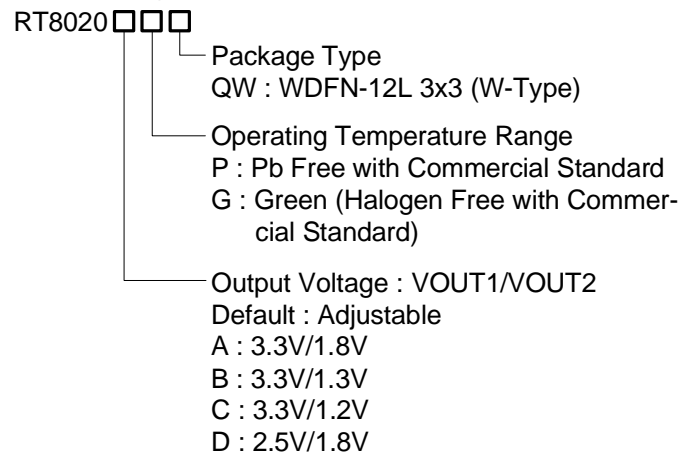 RT8020
Package Type
QW : WDFN-12L 3x3 (W-Type)
Operating Temperature Range
P : Pb Free with Commercial Standard
G : Green (Halogen Free with Commer-
cial Standard)
Output Voltage : VOUT1/VOUT2
Default : Adjustable
A : 3.3V/1.8V
B : 3.3V/1.3V
C : 3.3V/1.2V
D : 2.5V/1.8V